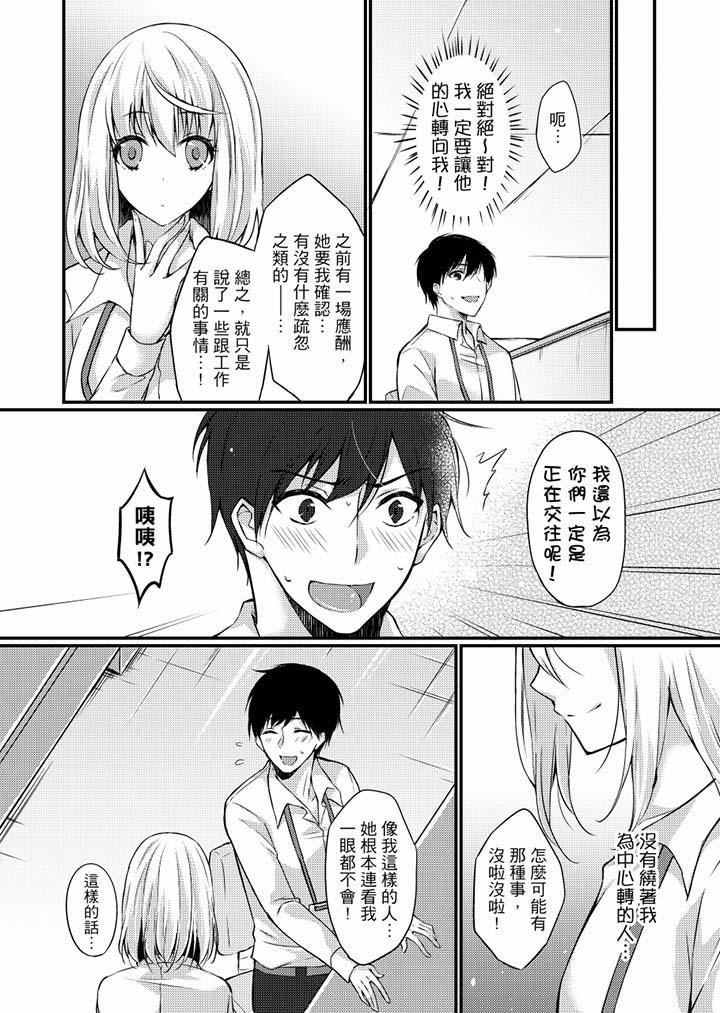 呃…
絕對絕～對！
我一定要讓他
的心轉向我！
之前有一場應酬，
她要我確認…
有沒有什麼疏忽
之類的——…
總之，就只是
說了一些跟工作
有關的事情…！
我還以為
你們一定是
正在交往呢！
咦咦!?
沒有繞著我
為中心轉的人…
怎麼可能有
那種事，
沒啦沒啦！
像我這樣的人…
她根本連看我
一眼都不會！
這樣的話…